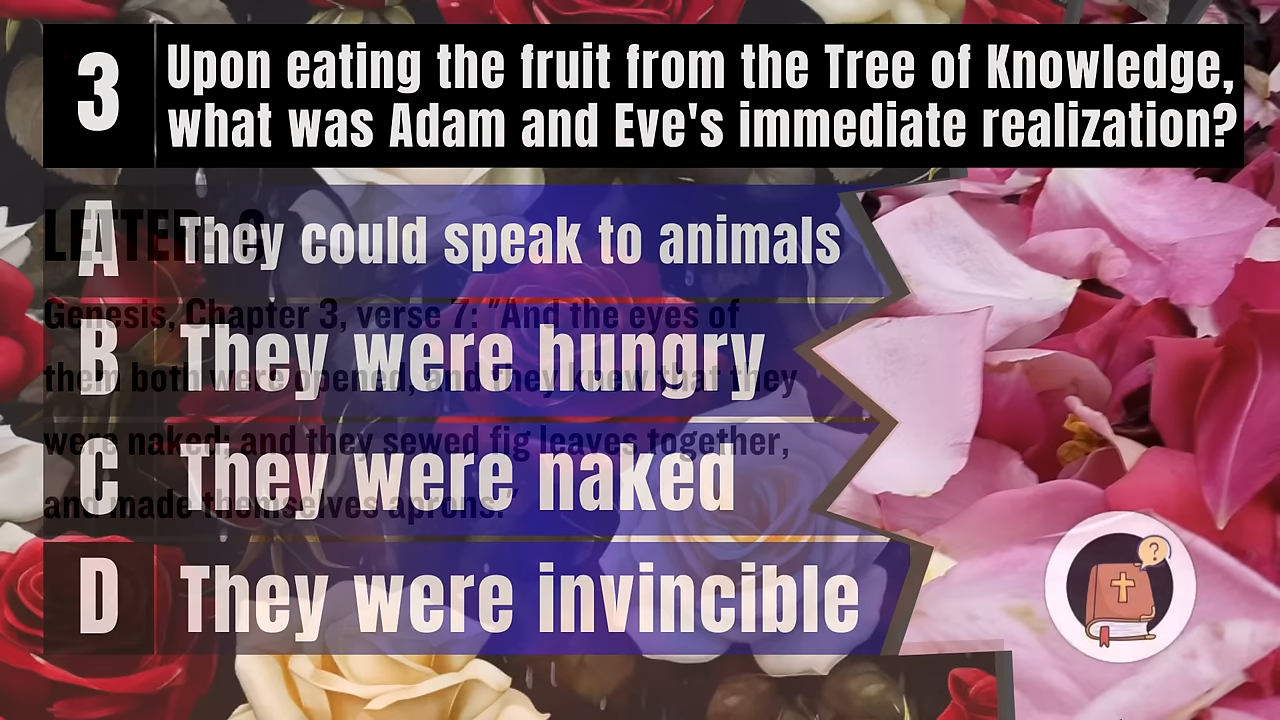 3
Upon eating the fruit from the Tree of Knowledge,
what was Adam and Eve's immediate realization?
A They could speak to animals
B They were hungry
C They were naked
D They were invincible
LETTER
Genesis, Chapter 3, verse 7: "And the eyes of
them both were opened, and they knew that they
were naked; and they sewed fig leaves together,
and made themselves aprons."
?